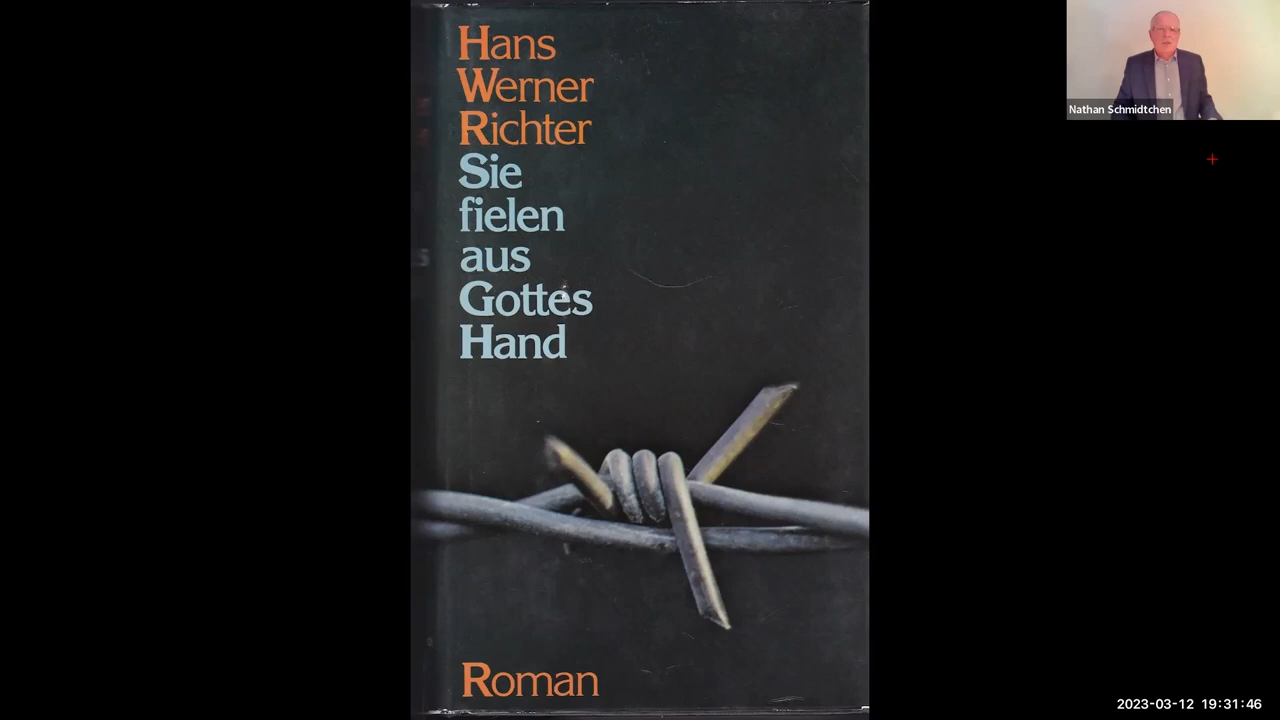 Hans
Werner
Richter
Sie
fielen
aus
Gottes
Hand
Roman
Nathan Schmidtchen
2023-03-12 19:31:46